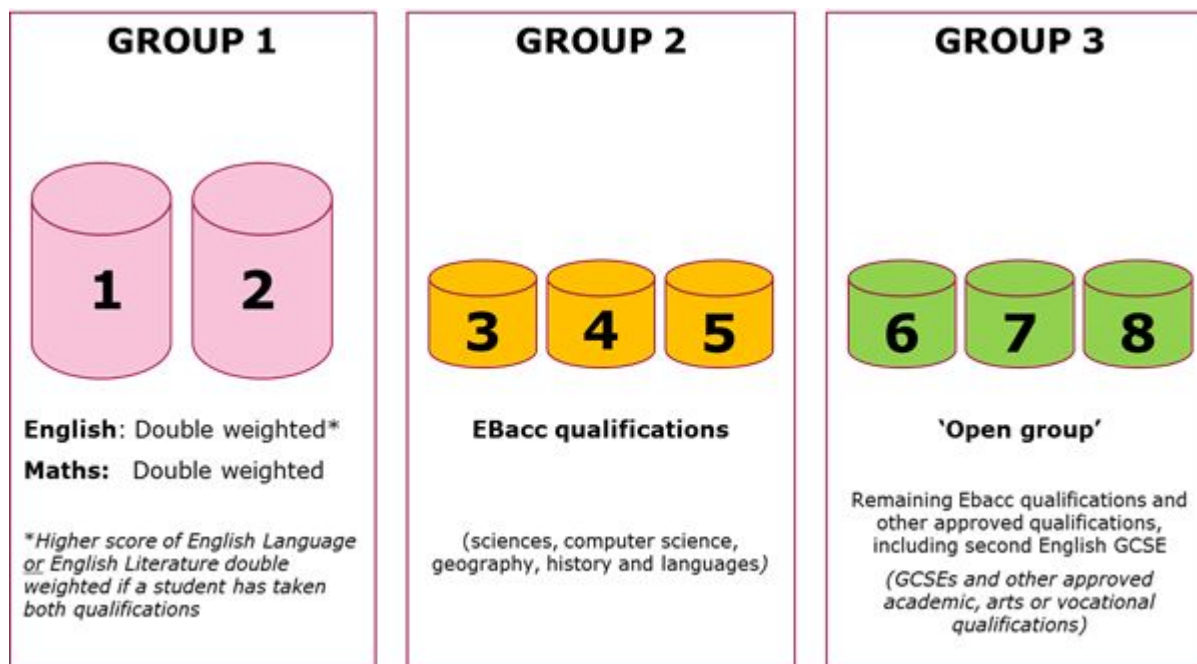 GROUP 1
1 2
English: Double weighted*
Maths: Double weighted
*Higher score of English Language
or English Literature double
weighted if a student has taken
both qualifications
GROUP 2
3 4 5
EBacc qualifications
(sciences, computer science,
geography, history and languages)
GROUP 3
6 7 8
‘Open group’
Remaining Ebacc qualifications and
other approved qualifications,
including second English GCSE
(GCSEs and other approved
academic, arts or vocational
qualifications)